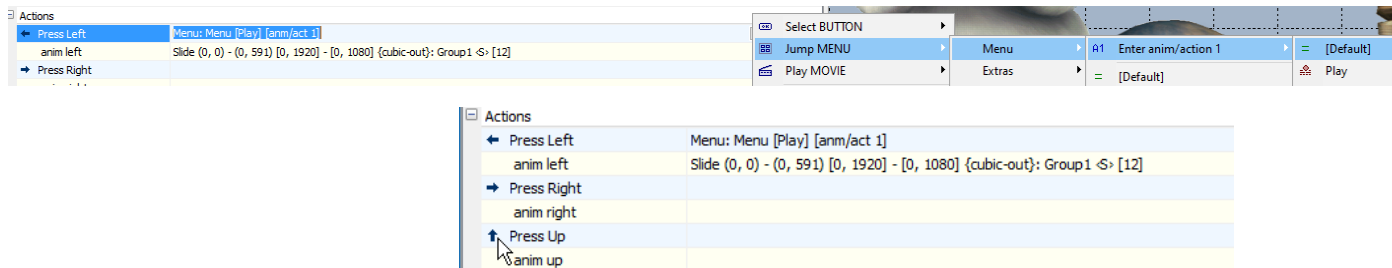 Actions
Press Left Menu: Menu [Play] [anm/act 1]
anim left Slide (0, 0) - (0, 591) [0, 1920] - [0, 1080] {cubic-out}: Group1 <S> [12]
Press Right
Select BUTTON
Jump MENU Menu A1 Enter anim/action 1 = [Default]
Play MOVIE Extras = [Default] Play
Actions
Press Left Menu: Menu [Play] [anm/act 1]
anim left Slide (0, 0) - (0, 591) [0, 1920] - [0, 1080] {cubic-out}: Group1 <S> [12]
Press Right
anim right
Press Up
anim up